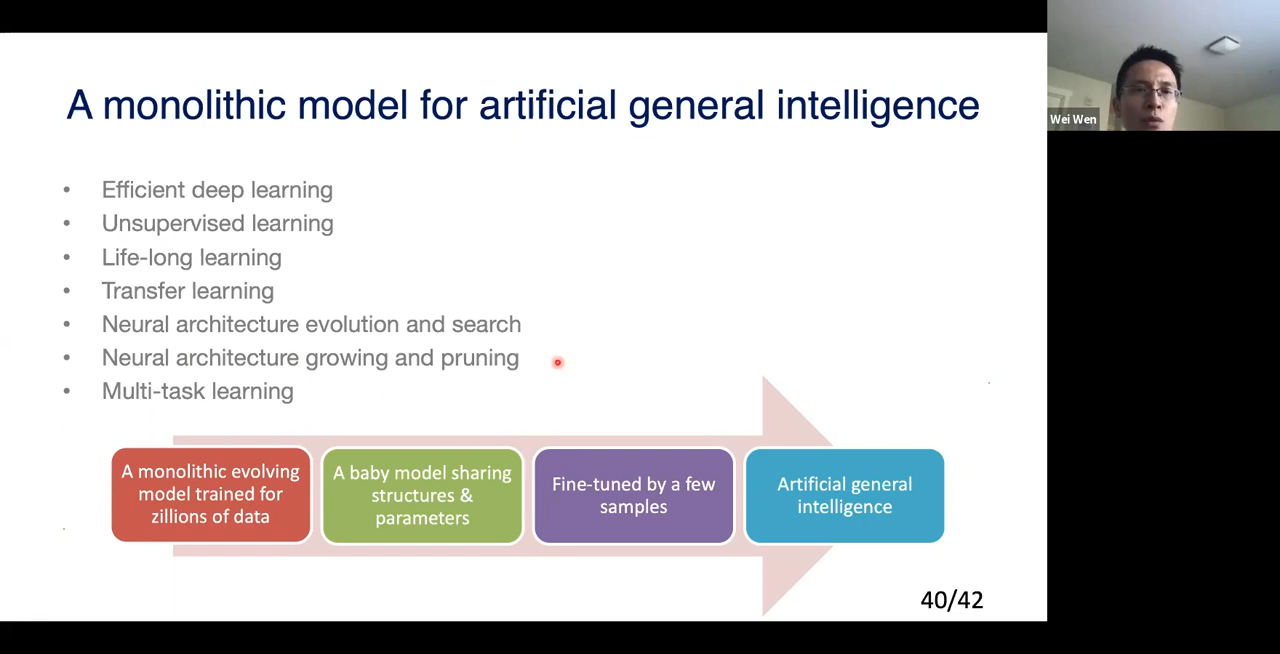 A monolithic model for artificial general intelligence
Wei Wen
• Efficient deep learning
• Unsupervised learning
• Life-long learning
• Transfer learning
• Neural architecture evolution and search
• Neural architecture growing and pruning
• Multi-task learning
A monolithic evolving
model trained for
zillions of data
A baby model sharing
structures &
parameters
Fine-tuned by a few
samples
Artificial general
intelligence
40/42